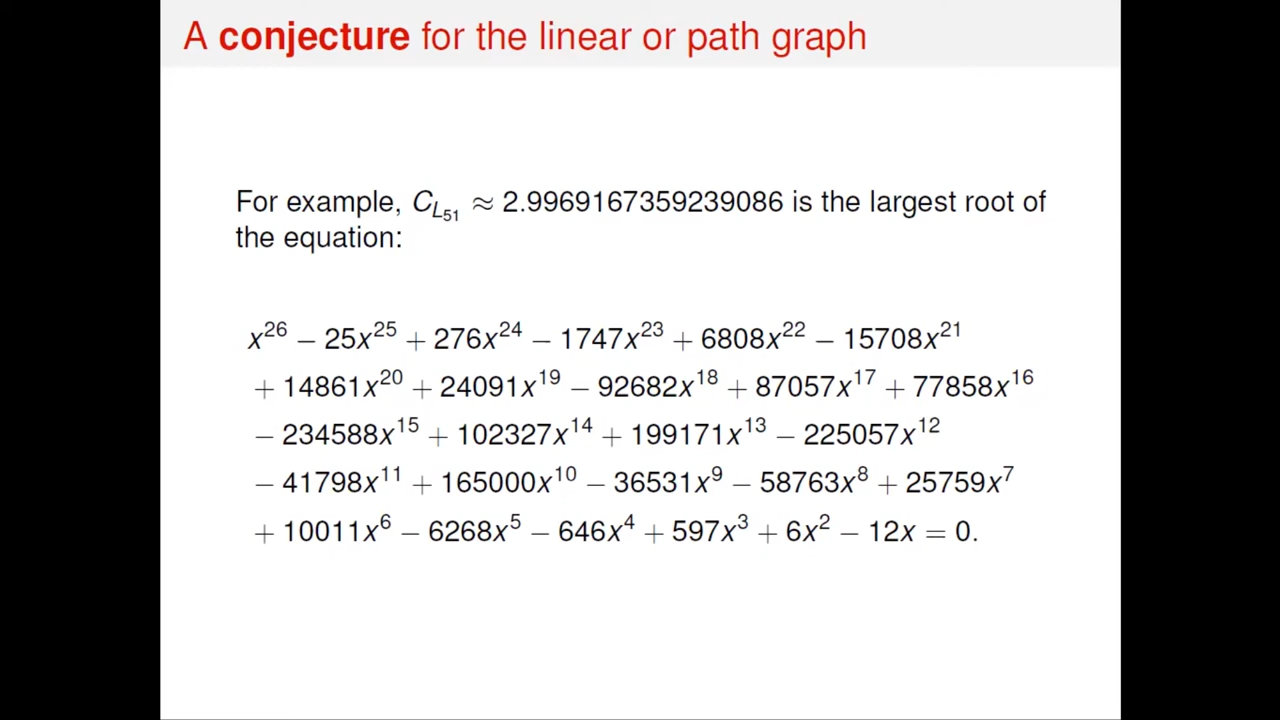 A conjecture for the linear or path graph
For example, C_{L_{51}} ≈ 2.9969167359239086 is the largest root of
the equation:
x^{26} − 25x^{25} + 276x^{24} − 1747x^{23} + 6808x^{22} − 15708x^{21}
+ 14861x^{20} + 24091x^{19} − 92682x^{18} + 87057x^{17} + 77858x^{16}
− 234588x^{15} + 102327x^{14} + 199171x^{13} − 225057x^{12}
− 41798x^{11} + 165000x^{10} − 36531x^{9} − 58763x^{8} + 25759x^{7}
+ 10011x^{6} − 6268x^{5} − 646x^{4} + 597x^{3} + 6x^{2} − 12x = 0.